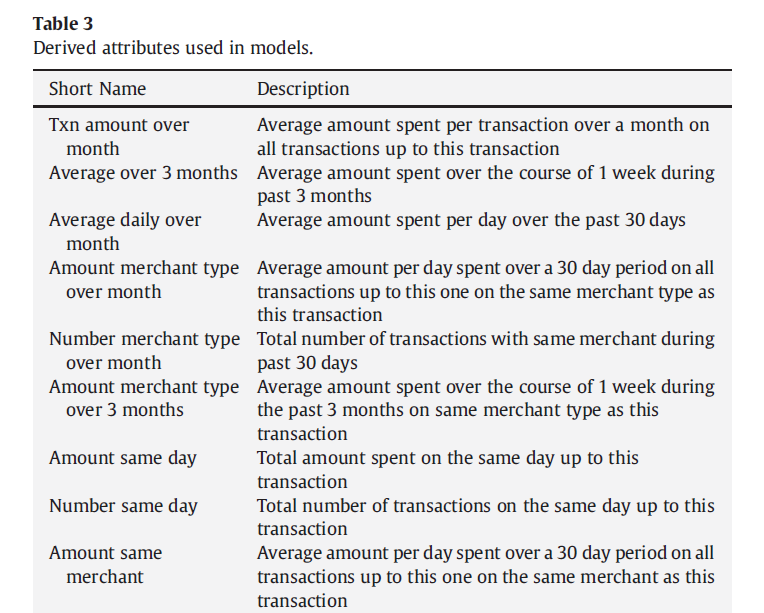 Table 3
Derived attributes used in models.
Short Name Description
Txn amount over month Average amount spent per transaction over a month on
all transactions up to this transaction
Average over 3 months Average amount spent over the course of 1 week during
past 3 months
Average daily over month Average amount spent per day over the past 30 days
Amount merchant type over month Average amount per day spent over a 30 day period on all
transactions up to this one on the same merchant type as
this transaction
Number merchant type over month Total number of transactions with same merchant during
past 30 days
Amount merchant type over 3 months Average amount spent over the course of 1 week during
the past 3 months on same merchant type as this
transaction
Amount same day Total amount spent on the same day up to this
transaction
Number same day Total number of transactions on the same day up to this
transaction
Amount same merchant Average amount per day spent over a 30 day period on all
transactions up to this one on the same merchant as this
transaction